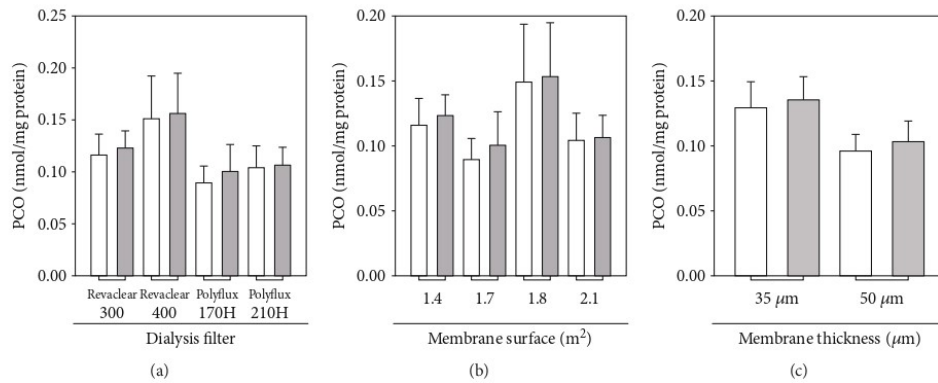 PCO (nmol/mg protein)
0.25
0.20
0.15
0.10
0.05
0.00
Revaclear Revaclear Polyflux Polyflux
300 400 170H 210H
Dialysis filter
(a)
PCO (nmol/mg protein)
0.20
0.15
0.10
0.05
0.00
1.4 1.7 1.8 2.1
Membrane surface (m²)
(b)
PCO (nmol/mg protein)
0.20
0.15
0.10
0.05
0.00
35 μm 50 μm
Membrane thickness (μm)
(c)